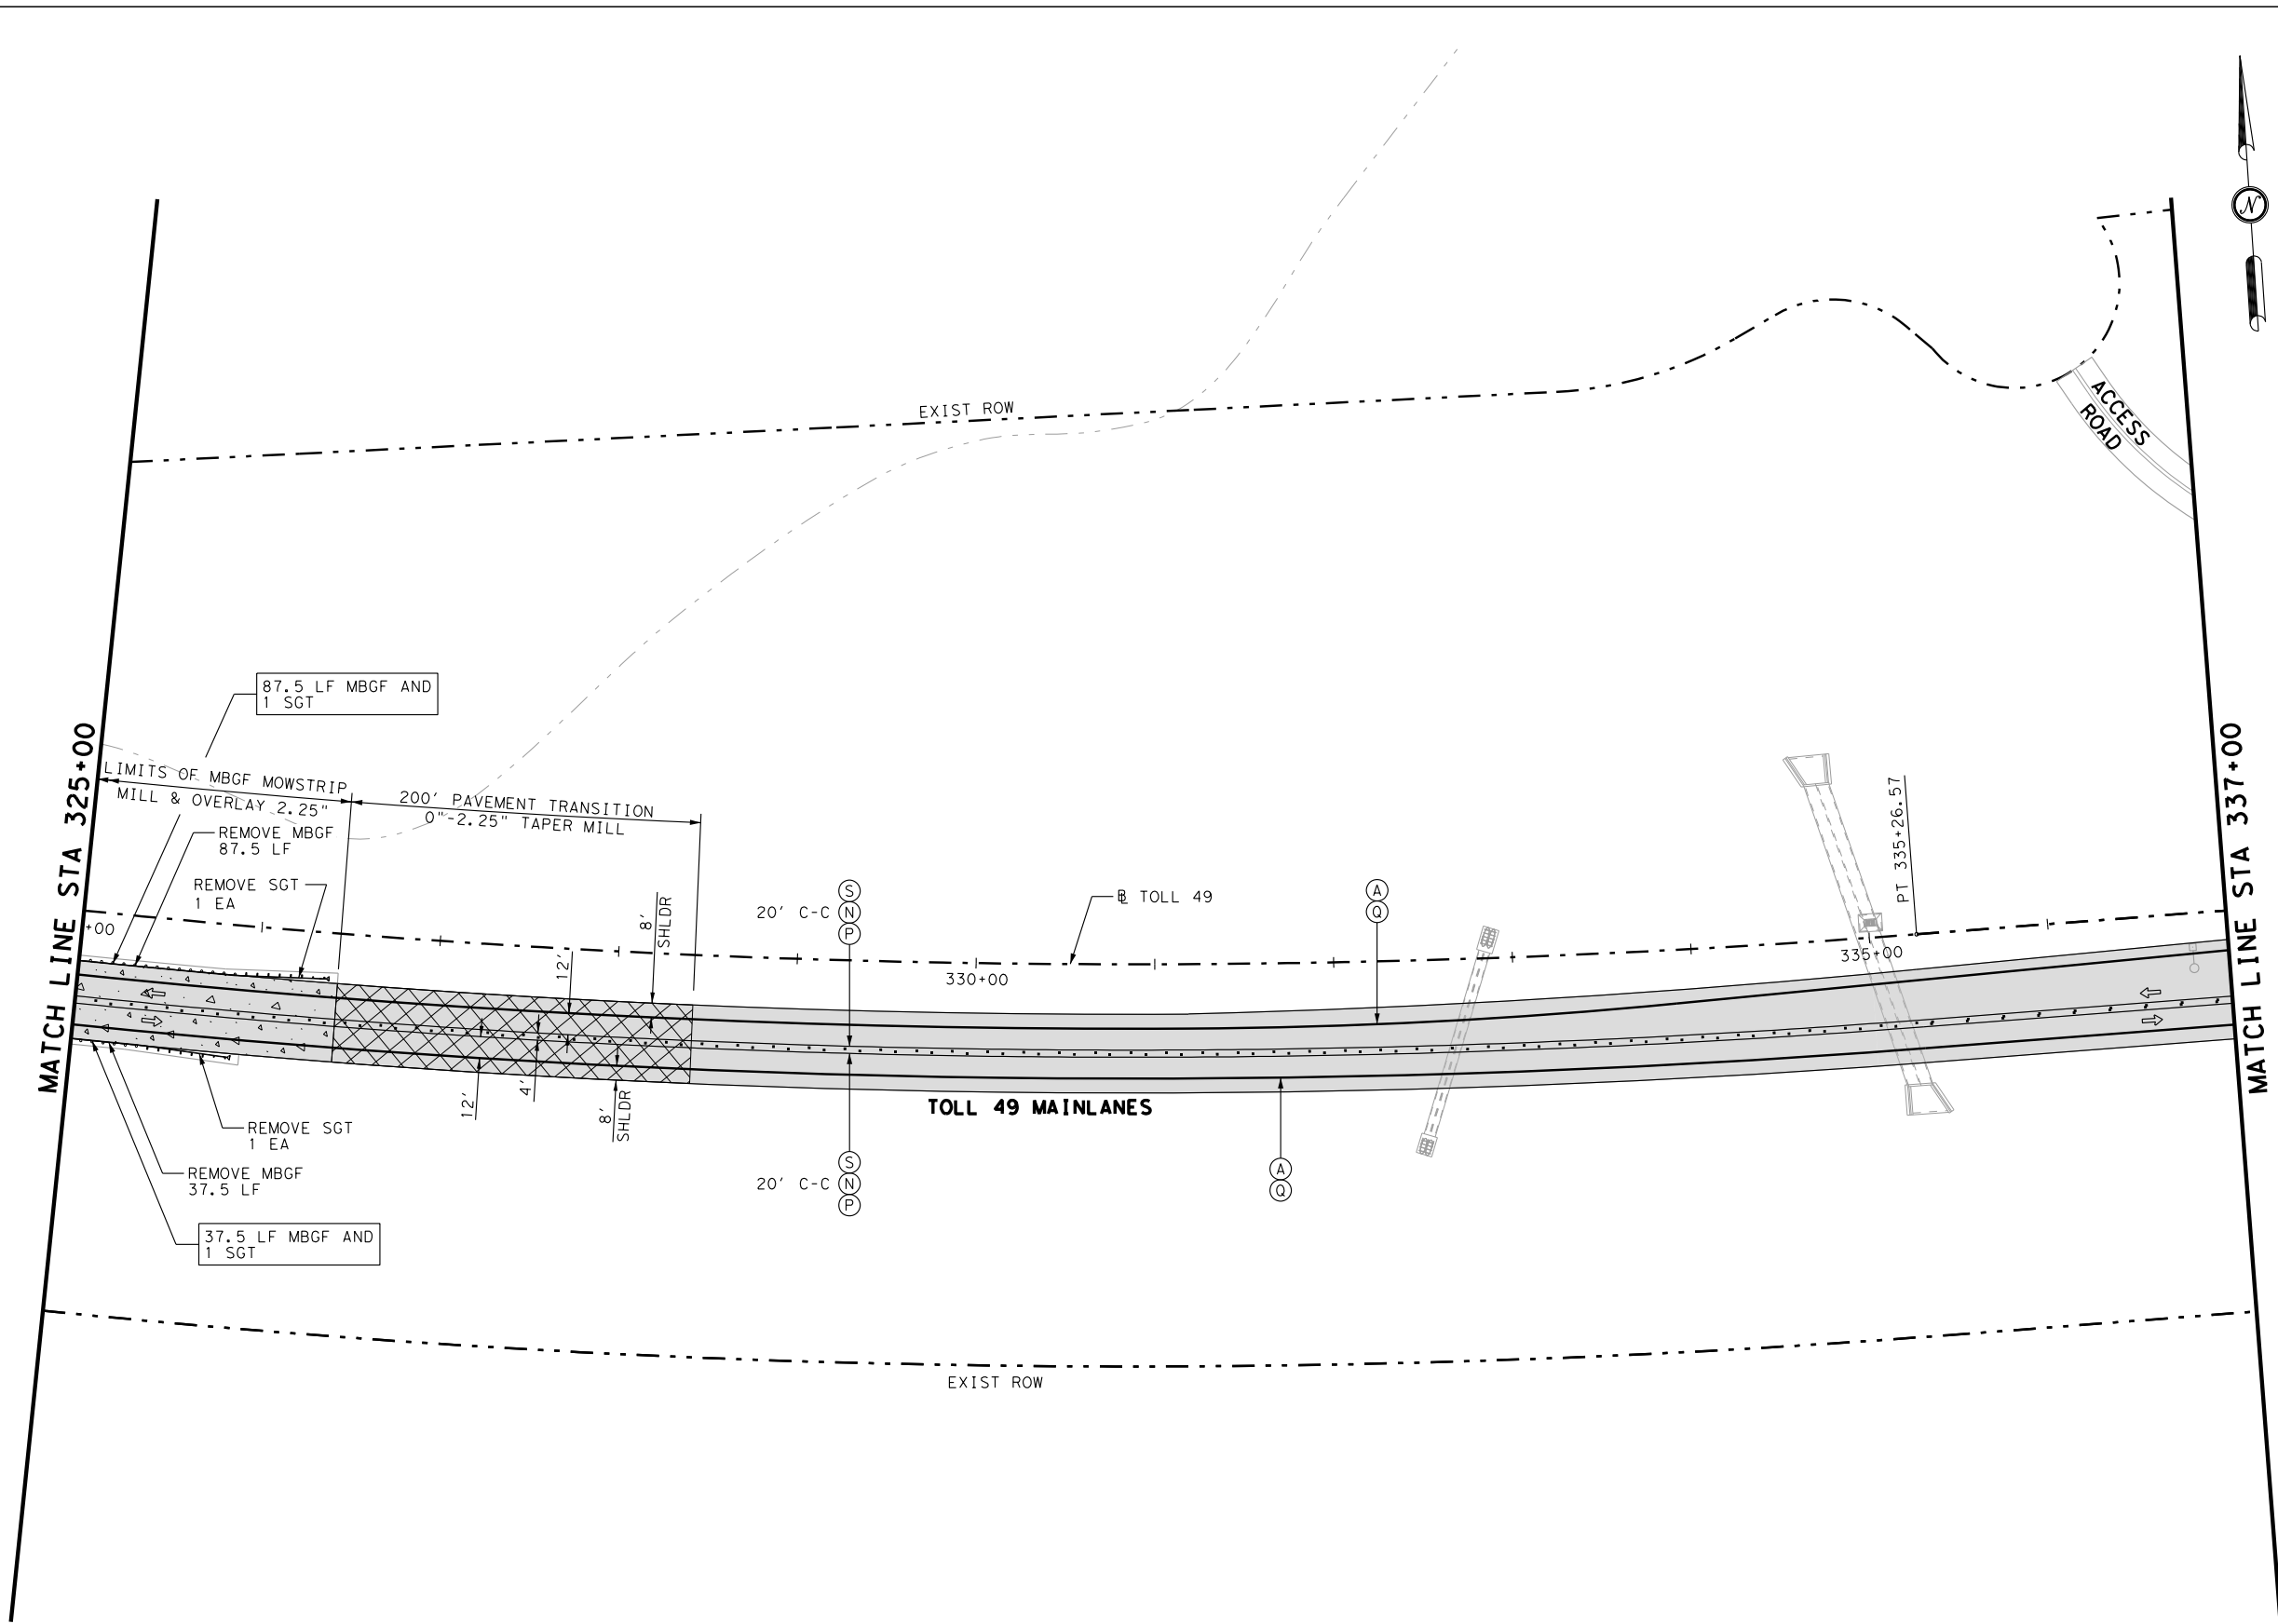 N
EXIST ROW
ACCESS
ROAD
87.5 LF MBGF AND
1 SGT
MATCH LINE STA 325+00
LIMITS OF MBGF MOWSTRIP
MILL & OVERLAY 2.25"
200' PAVEMENT TRANSITION
0"-2.25" TAPER MILL
REMOVE MBGF
87.5 LF
REMOVE SGT
1 EA
+00
12'
8'
SHLDR
20' C-C
S
N
P
℄ TOLL 49
A
Q
330+00
335+00
PT 335+26.57
MATCH LINE STA 337+00
12'
4'
8'
SHLDR
TOLL 49 MAINLANES
REMOVE SGT
1 EA
REMOVE MBGF
37.5 LF
37.5 LF MBGF AND
1 SGT
20' C-C
S
N
P
A
Q
EXIST ROW